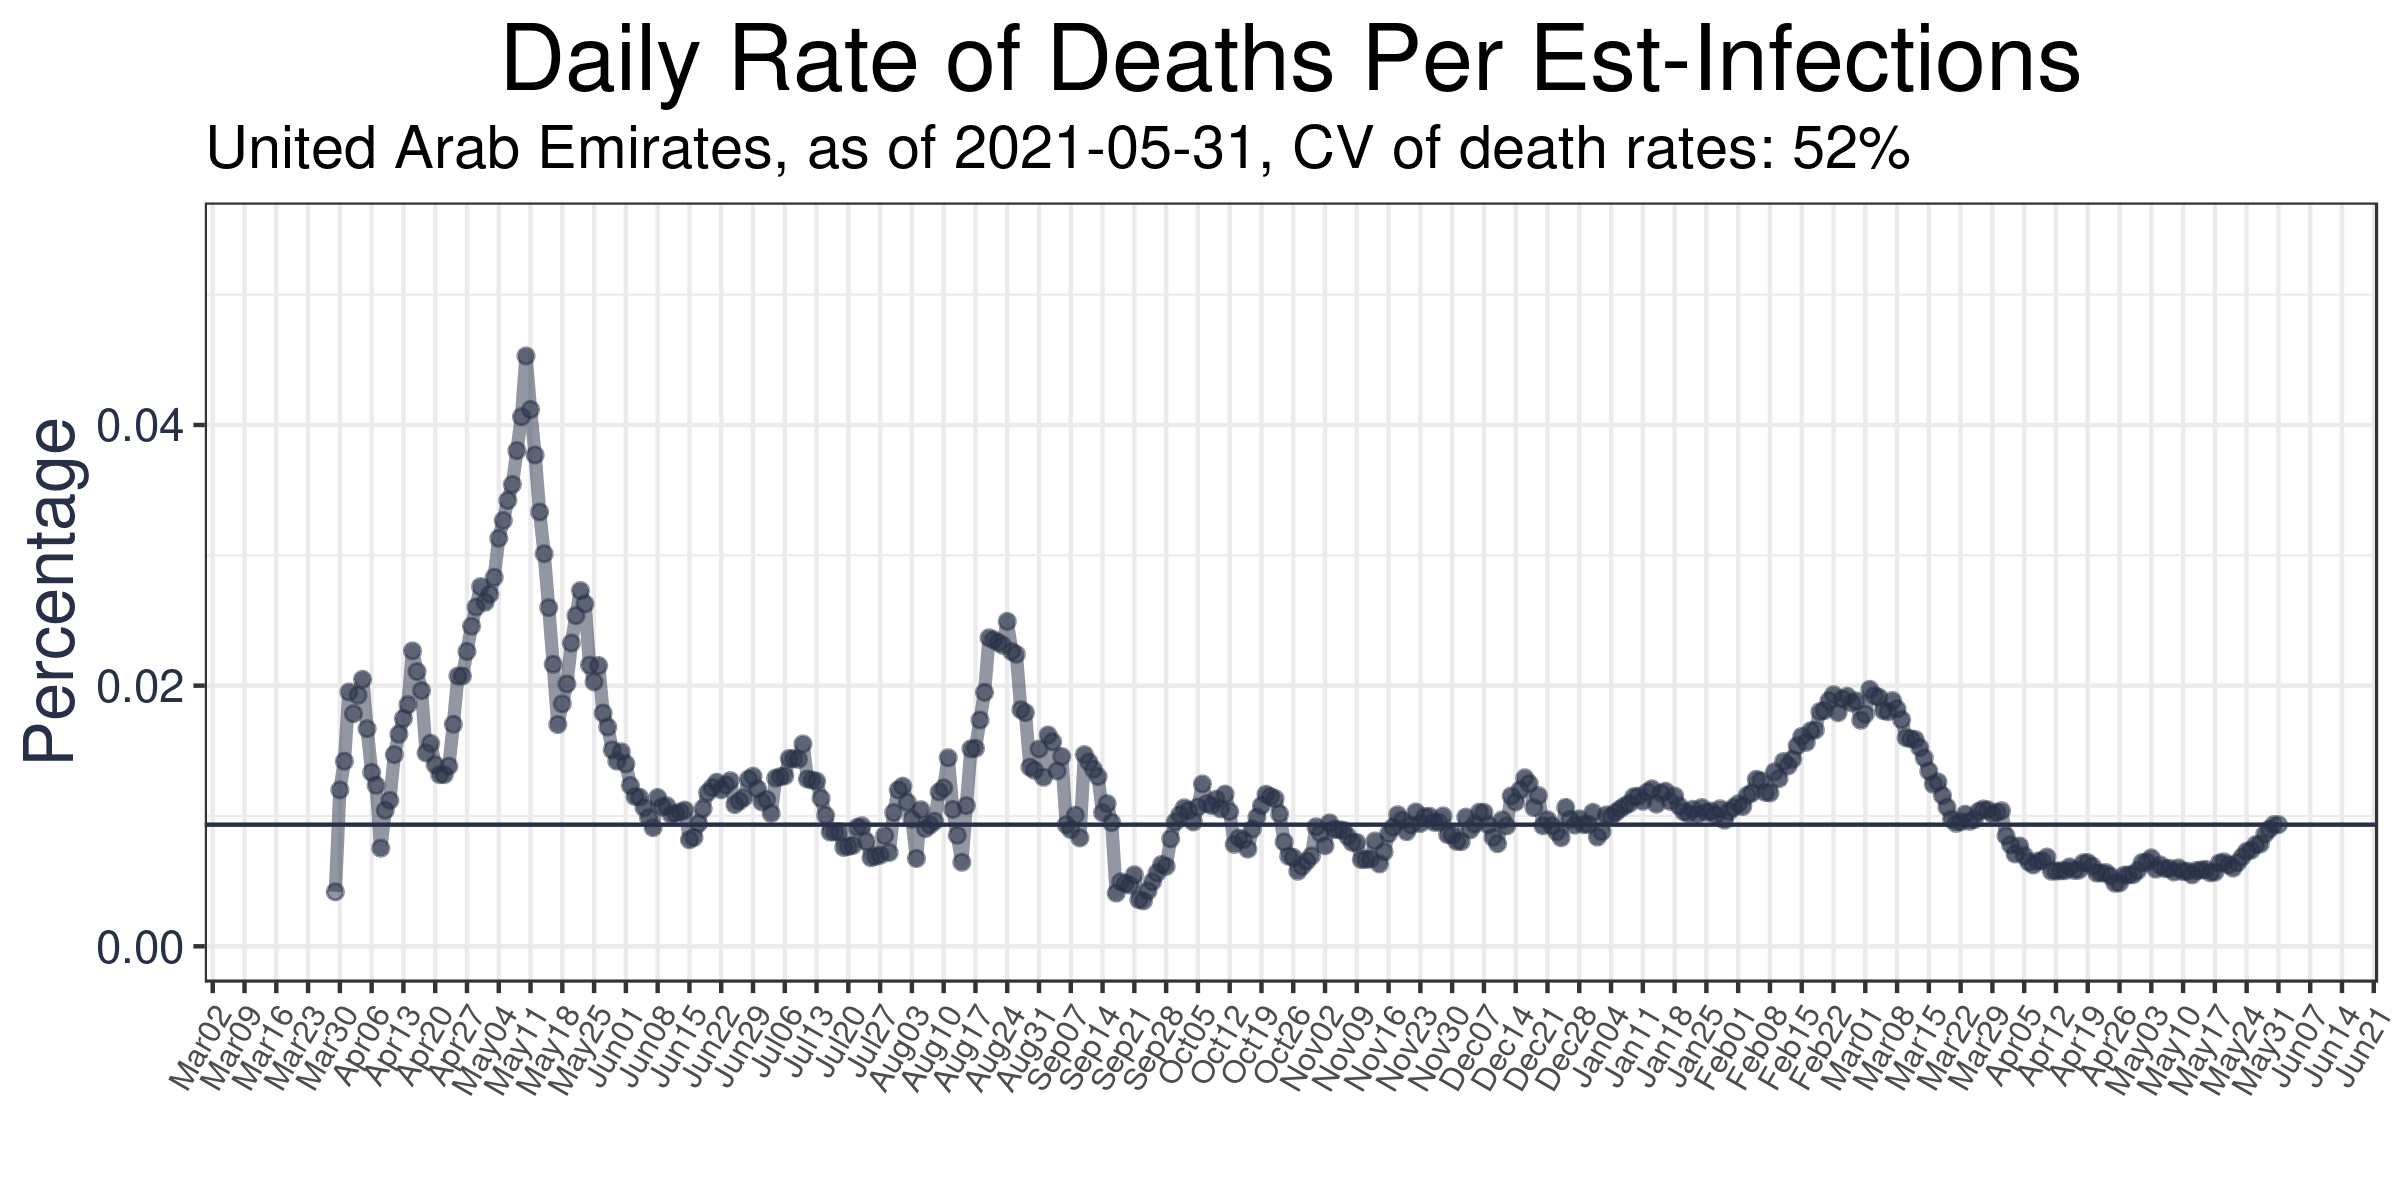 Daily Rate of Deaths Per Est-Infections
United Arab Emirates, as of 2021-05-31, CV of death rates: 52%
Percentage
0.04
0.02
0.00
Mar02 Mar09 Mar16 Mar23 Mar30 Apr06 Apr13 Apr20 Apr27 May04 May11 May18 May25 Jun01 Jun08 Jun15 Jun22 Jun29 Jul06 Jul13 Jul20 Jul27 Aug03 Aug10 Aug17 Aug24 Aug31 Sep07 Sep14 Sep21 Sep28 Oct05 Oct12 Oct19 Oct26 Nov02 Nov09 Nov16 Nov23 Nov30 Dec07 Dec14 Dec21 Dec28 Jan04 Jan11 Jan18 Jan25 Feb01 Feb08 Feb15 Feb22 Mar01 Mar08 Mar15 Mar22 Mar29 Apr05 Apr12 Apr19 Apr26 May03 May10 May17 May24 May31 Jun07 Jun14 Jun21